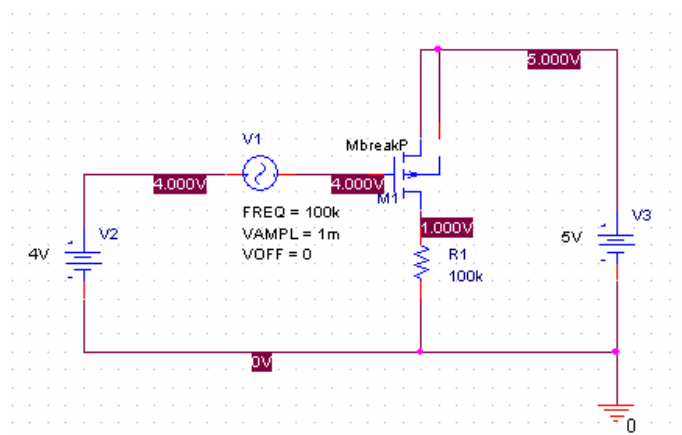 5.000V
V1
MbreakP
4.000V
4.000V
M1
FREQ = 100k
VAMPL = 1m
VOFF = 0
1.000V
V3
V2
4V
5V
R1
100k
0V
0